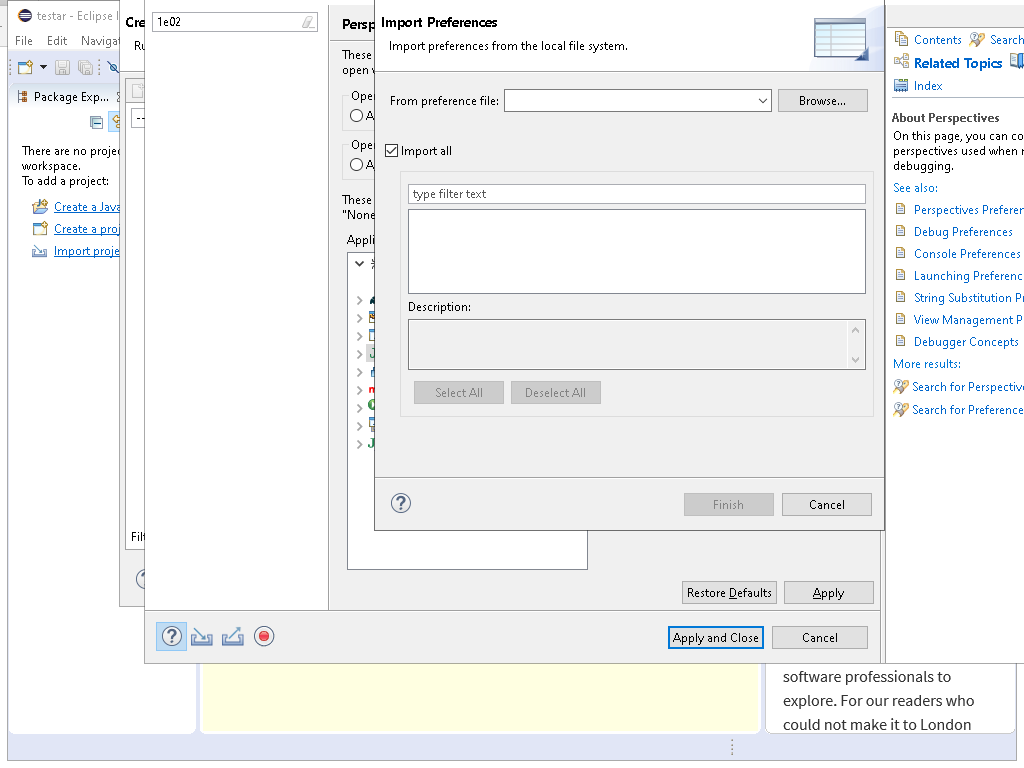 testar - Eclipse I
File Edit Navigat
Package Exp...
There are no proje
workspace.
To add a project:
Create a Java
Create a proj
Import proje
Cre
Ru
--
Filt
1e02
Persp
These
open v
Open
A
Open
A
These
"None
Appli
Import Preferences
Import preferences from the local file system.
From preference file:
Browse...
Import all
type filter text
Description:
Select All
Deselect All
Finish
Cancel
Restore Defaults
Apply
Apply and Close
Cancel
Contents
Search
Related Topics
Index
About Perspectives
On this page, you can co
perspectives used when r
debugging.
See also:
Perspectives Preferen
Debug Preferences
Console Preferences
Launching Preferenc
String Substitution Pr
View Management P
Debugger Concepts
More results:
Search for Perspective
Search for Preference
software professionals to
explore. For our readers who
could not make it to London